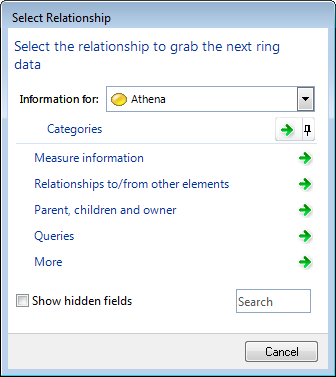 Select Relationship
Select the relationship to grab the next ring
data
Information for: Athena
Categories
Measure information
Relationships to/from other elements
Parent, children and owner
Queries
More
Show hidden fields Search
Cancel